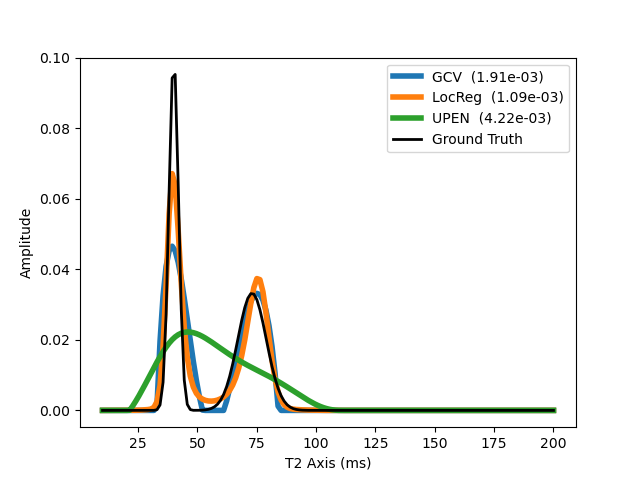 0.10
0.08
0.06
0.04
0.02
0.00
Amplitude
GCV (1.91e-03)
LocReg (1.09e-03)
UPEN (4.22e-03)
Ground Truth
25 50 75 100 125 150 175 200
T2 Axis (ms)